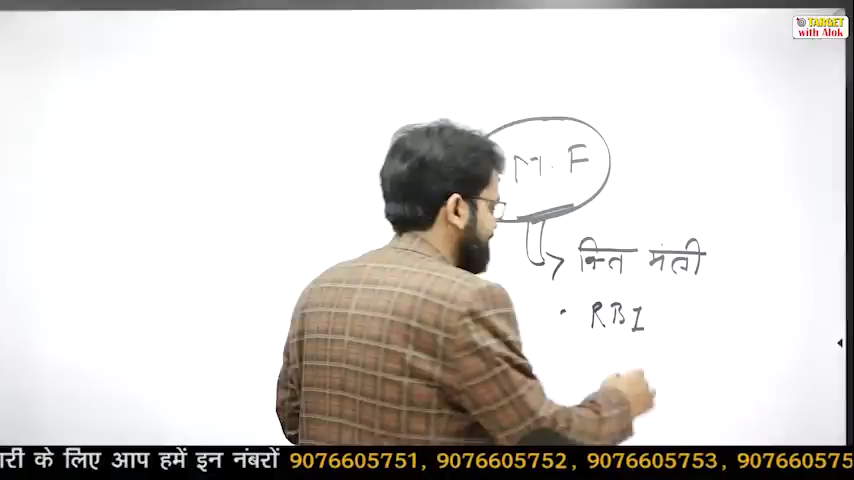 TARGET
with Alok
M.F
वित्त मंत्री
• RBI
री के लिए आप हमें इन नंबरों 9076605751, 9076605752, 9076605753, 90766057